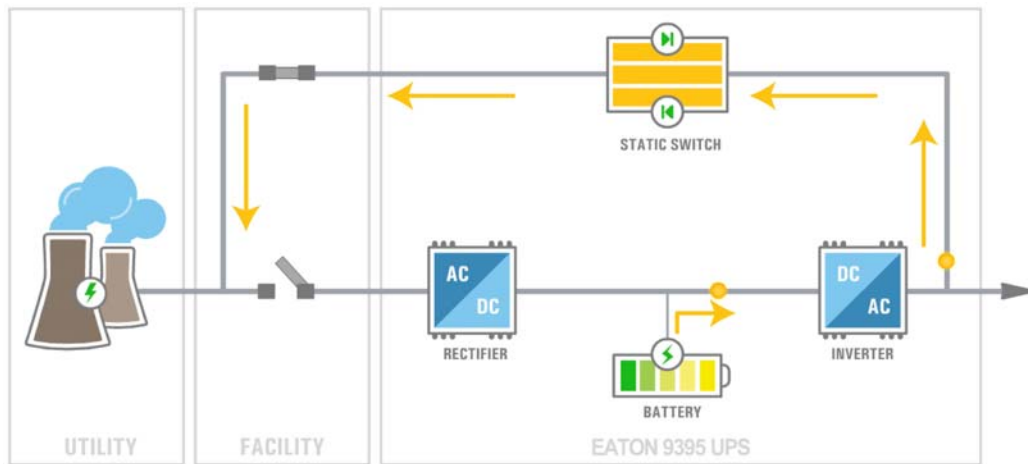 STATIC SWITCH
AC
DC
RECTIFIER
BATTERY
DC
AC
INVERTER
UTILITY
FACILITY
EATON 9395 UPS